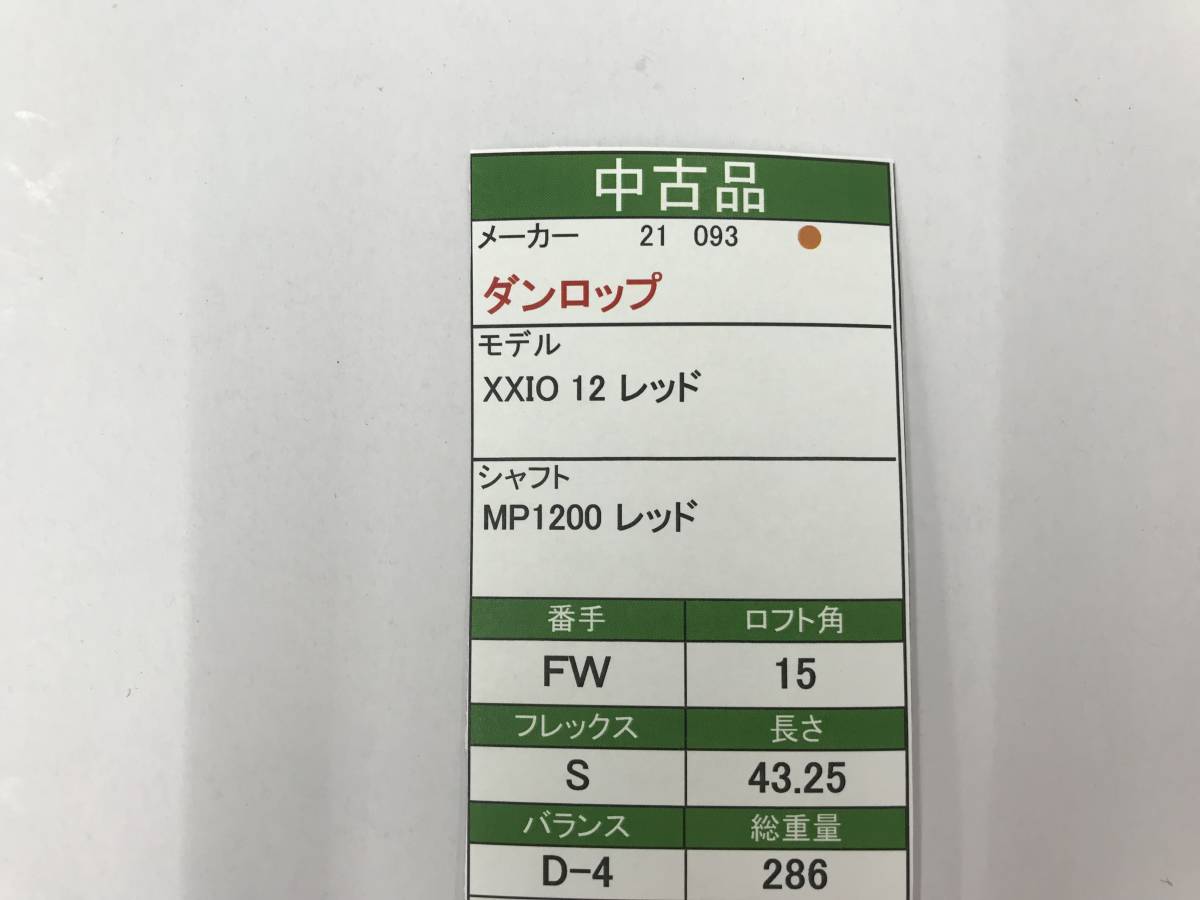 中古品
メーカー 21 093
ダンロップ
モデル
XXIO 12 レッド
シャフト
MP1200 レッド
番手 ロフト角
FW 15
フレックス 長さ
S 43.25
バランス 総重量
D-4 286